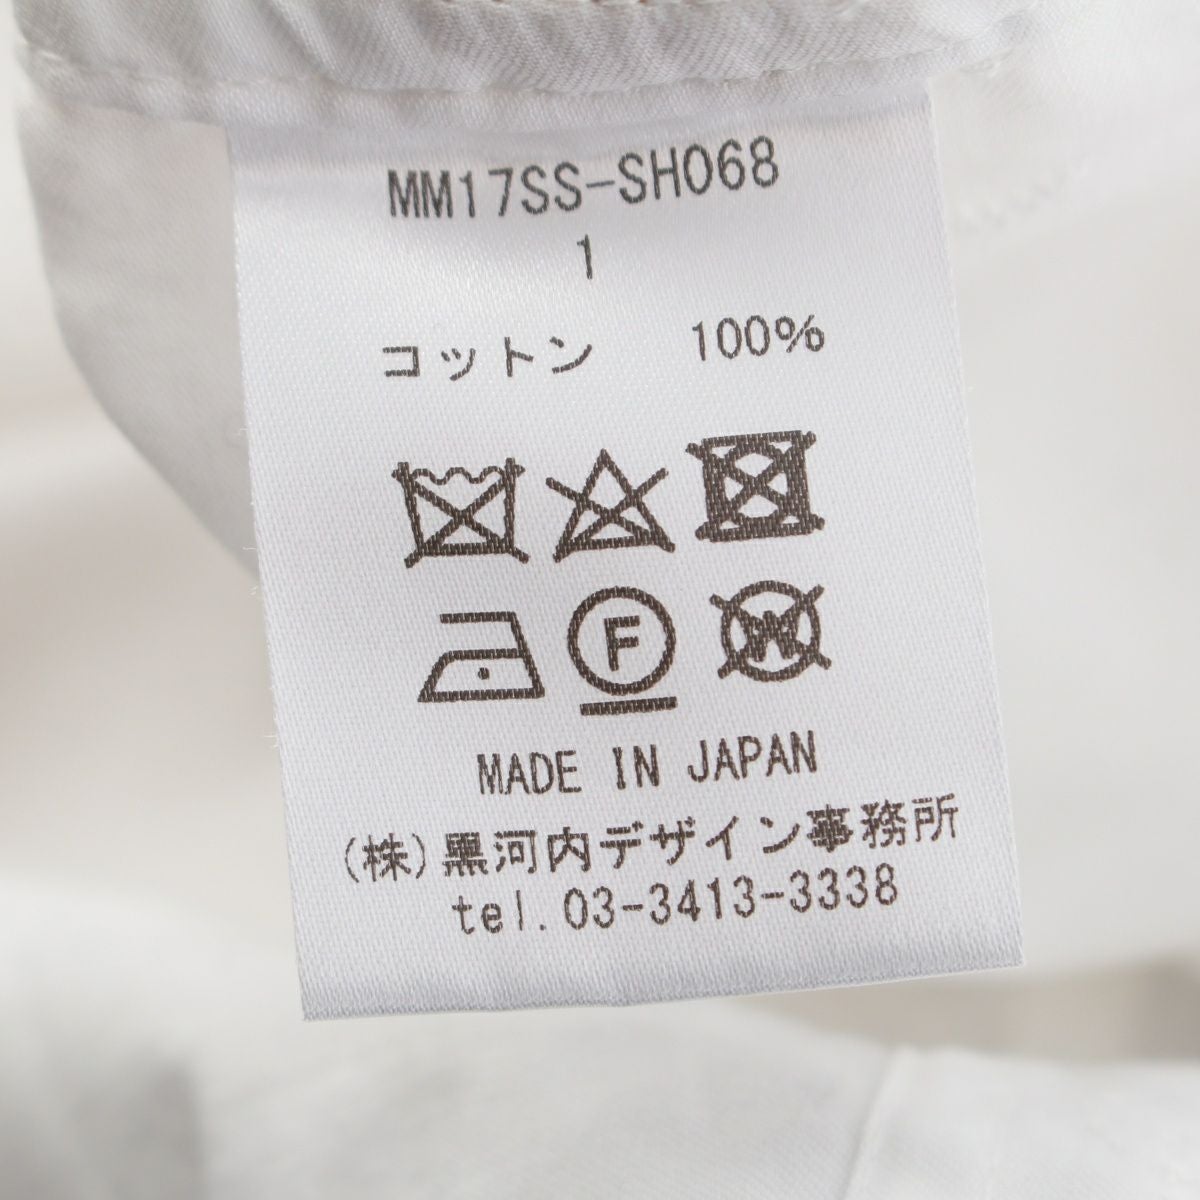 MM17SS-SH068
1
コットン 100%
F
W
MADE IN JAPAN
(株)黒河内デザイン事務所
tel.03-3413-3338